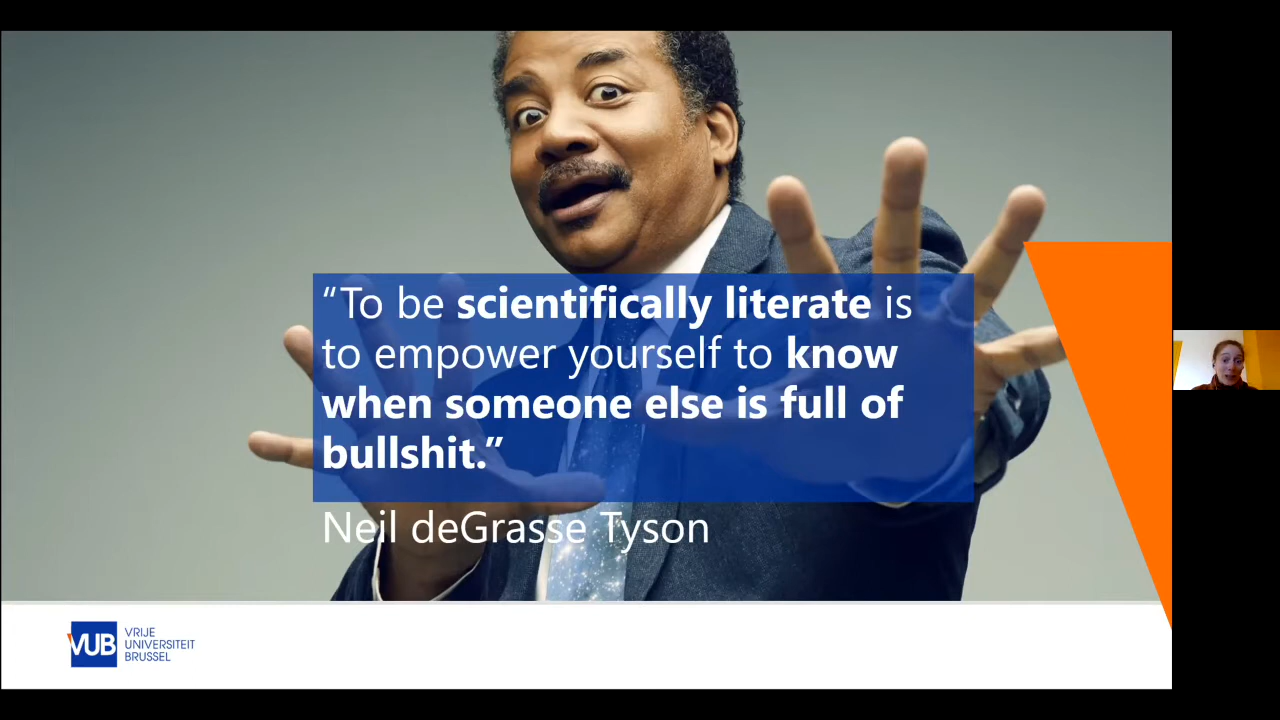 “To be scientifically literate is
to empower yourself to know
when someone else is full of
bullshit.”
Neil deGrasse Tyson
VUB
VRIJE
UNIVERSITEIT
BRUSSEL